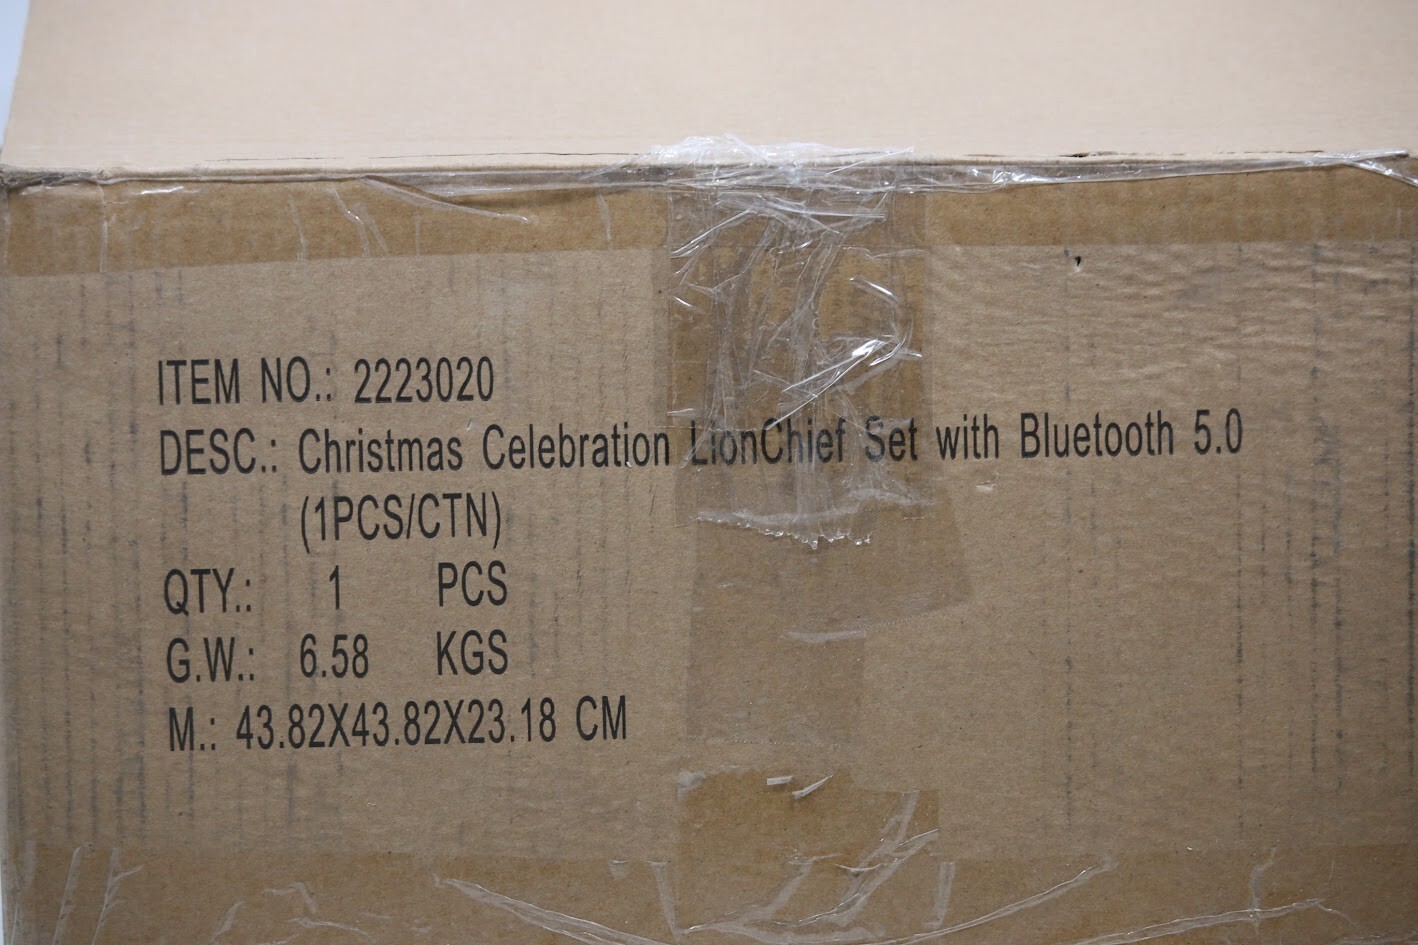 ITEM NO.: 2223020
DESC.: Christmas Celebration LionChief Set with Bluetooth 5.0
(1PCS/CTN)
QTY.: 1 PCS
G.W.: 6.58 KGS
M.: 43.82X43.82X23.18 CM